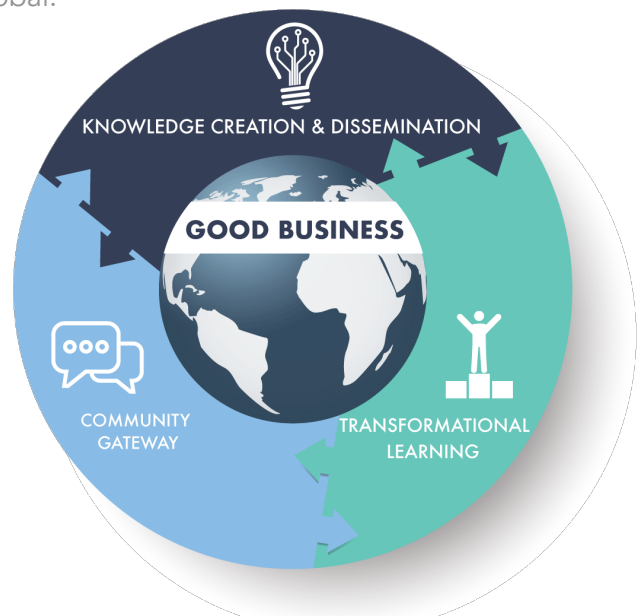 KNOWLEDGE CREATION & DISSEMINATION
GOOD BUSINESS
COMMUNITY
GATEWAY
TRANSFORMATIONAL
LEARNING